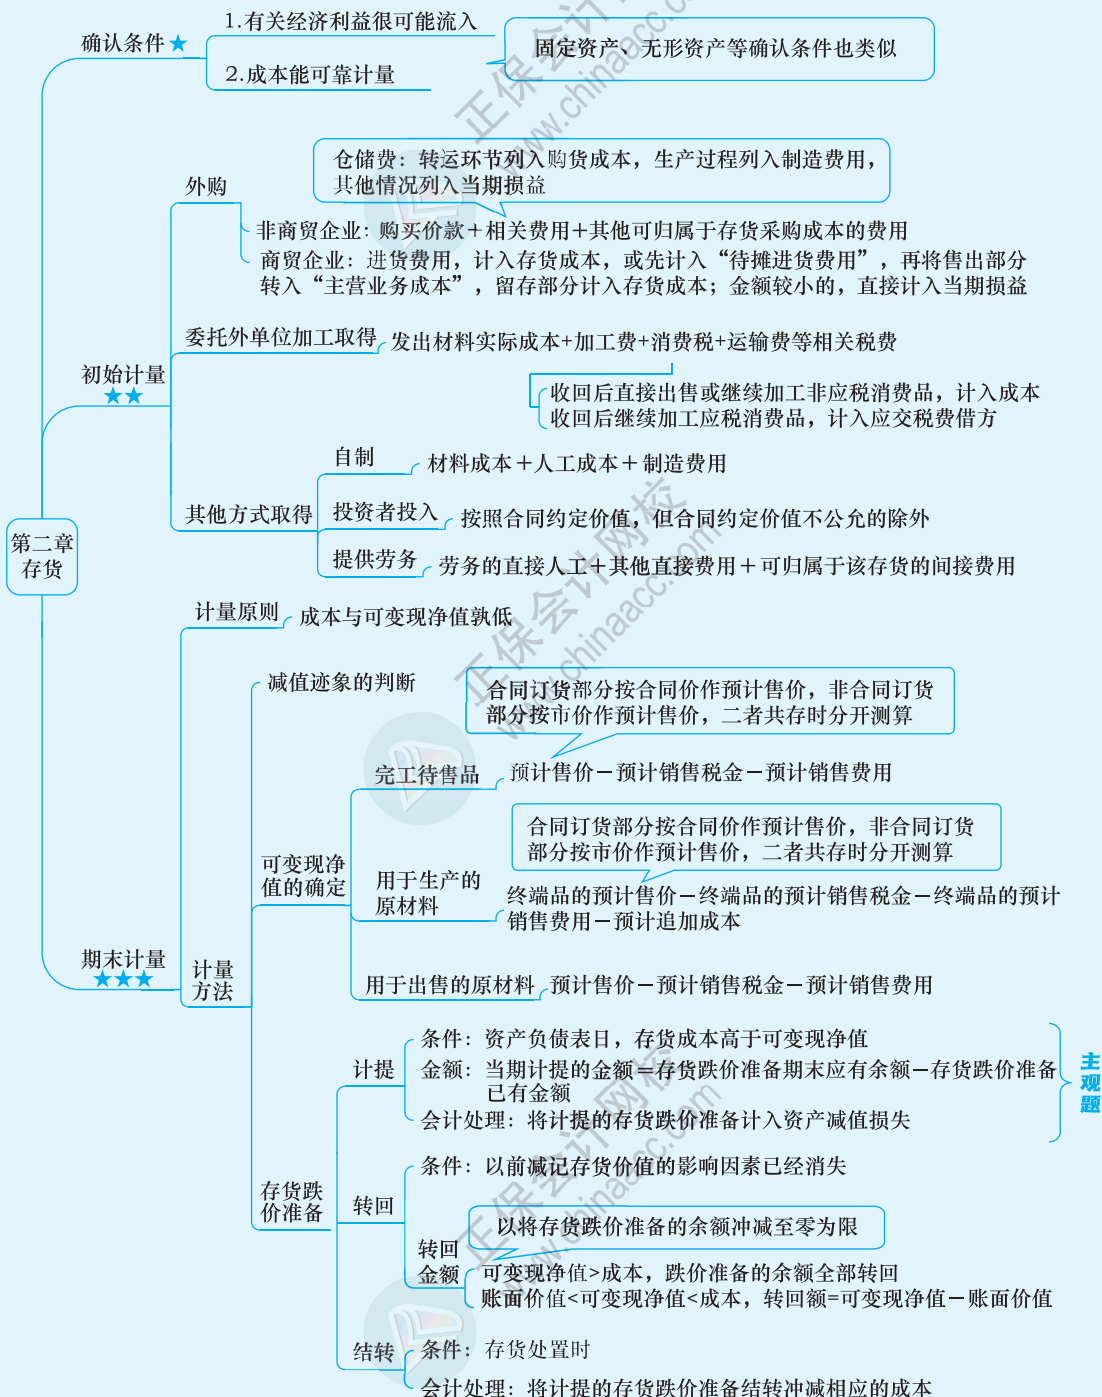 确认条件★
1.有关经济利益很可能流入
2.成本能可靠计量
固定资产、无形资产等确认条件也类似
仓储费：转运环节列入购货成本，生产过程列入制造费用，
其他情况列入当期损益
外购
非商贸企业：购买价款＋相关费用＋其他可归属于存货采购成本的费用
商贸企业：进货费用，计入存货成本，或先计入“待摊进货费用”，再将售出部分
转入“主营业务成本”，留存部分计入存货成本；金额较小的，直接计入当期损益
委托外单位加工取得
发出材料实际成本+加工费+消费税+运输费等相关税费
收回后直接出售或继续加工非应税消费品，计入成本
收回后继续加工应税消费品，计入应交税费借方
初始计量
★★
自制
材料成本＋人工成本＋制造费用
其他方式取得
投资者投入
按照合同约定价值，但合同约定价值不公允的除外
提供劳务
劳务的直接人工＋其他直接费用＋可归属于该存货的间接费用
第二章
存货
计量原则
成本与可变现净值孰低
减值迹象的判断
合同订货部分按合同价作预计售价，非合同订货
部分按市价作预计售价，二者共存时分开测算
完工待售品
预计售价－预计销售税金－预计销售费用
合同订货部分按合同价作预计售价，非合同订货
部分按市价作预计售价，二者共存时分开测算
可变现净
值的确定
用于生产的
原材料
终端品的预计售价－终端品的预计销售税金－终端品的预计
销售费用－预计追加成本
期末计量
★★★
计量
方法
用于出售的原材料
预计售价－预计销售税金－预计销售费用
计提
条件：资产负债表日，存货成本高于可变现净值
金额：当期计提的金额＝存货跌价准备期末应有余额－存货跌价准备
已有金额
会计处理：将计提的存货跌价准备计入资产减值损失
主观题
存货跌
价准备
转回
条件：以前减记存货价值的影响因素已经消失
以将存货跌价准备的余额冲减至零为限
转回
金额
可变现净值>成本，跌价准备的余额全部转回
账面价值<可变现净值<成本，转回额=可变现净值－账面价值
结转
条件：存货处置时
会计处理：将计提的存货跌价准备结转冲减相应的成本
正保会计网校
www.chinaacc.com